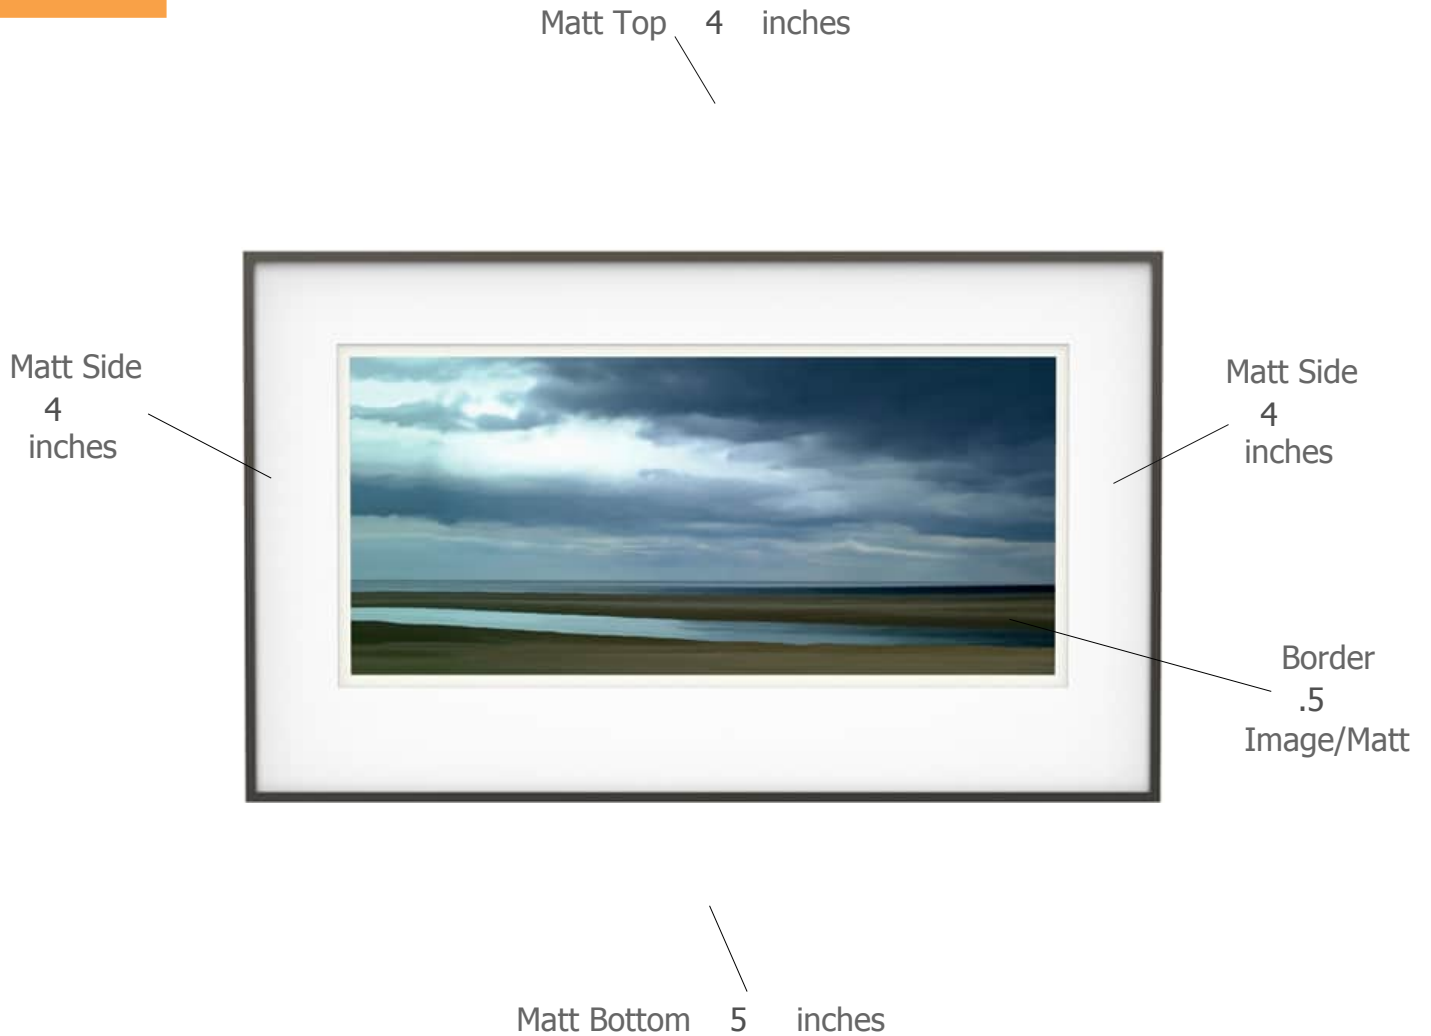 Matt Top 4 inches
Matt Side
4
inches
Matt Side
4
inches
Border
.5
Image/Matt
Matt Bottom 5 inches